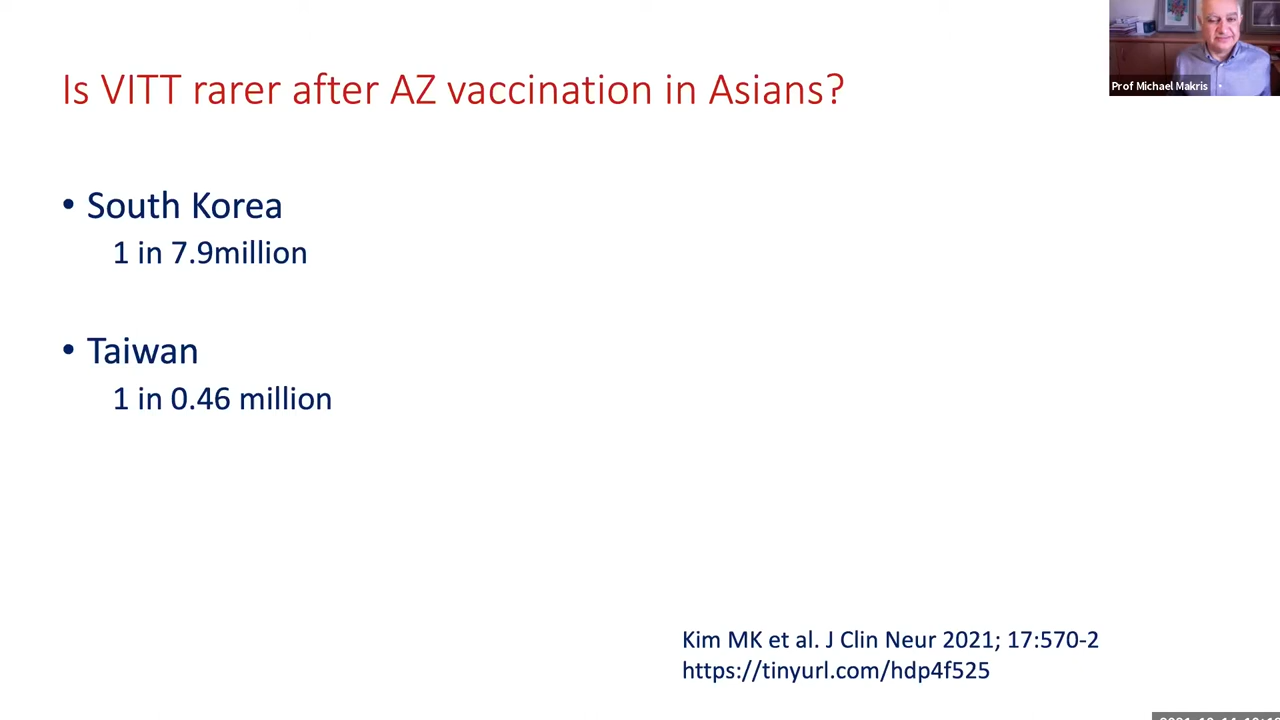 Is VITT rarer after AZ vaccination in Asians?
Prof Michael Makris
• South Korea
1 in 7.9million
• Taiwan
1 in 0.46 million
Kim MK et al. J Clin Neur 2021; 17:570-2
https://tinyurl.com/hdp4f525